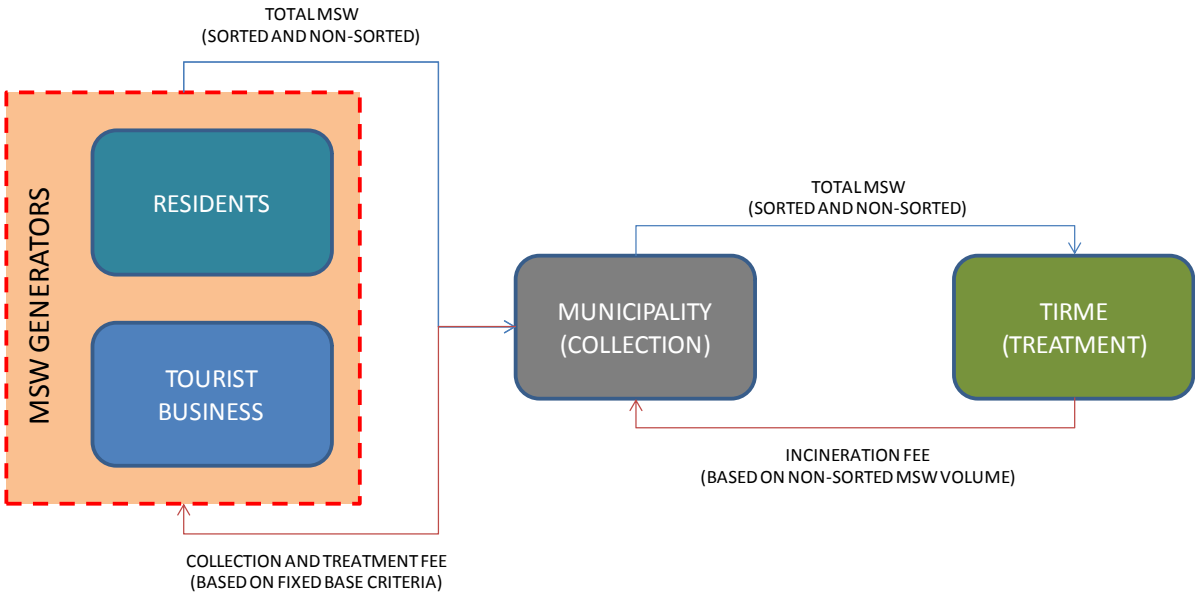 TOTAL MSW
(SORTED AND NON-SORTED)
MSW GENERATORS
RESIDENTS
TOURIST
BUSINESS
TOTAL MSW
(SORTED AND NON-SORTED)
MUNICIPALITY
(COLLECTION)
TIRME
(TREATMENT)
INCINERATION FEE
(BASED ON NON-SORTED MSW VOLUME)
COLLECTION AND TREATMENT FEE
(BASED ON FIXED BASE CRITERIA)